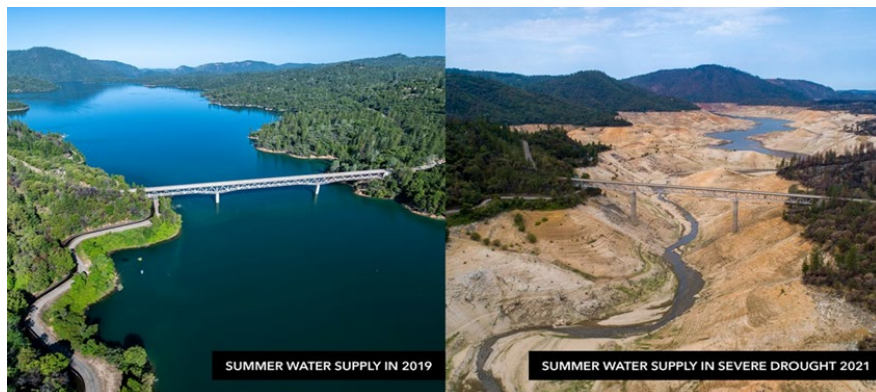 SUMMER WATER SUPPLY IN 2019
SUMMER WATER SUPPLY IN SEVERE DROUGHT 2021